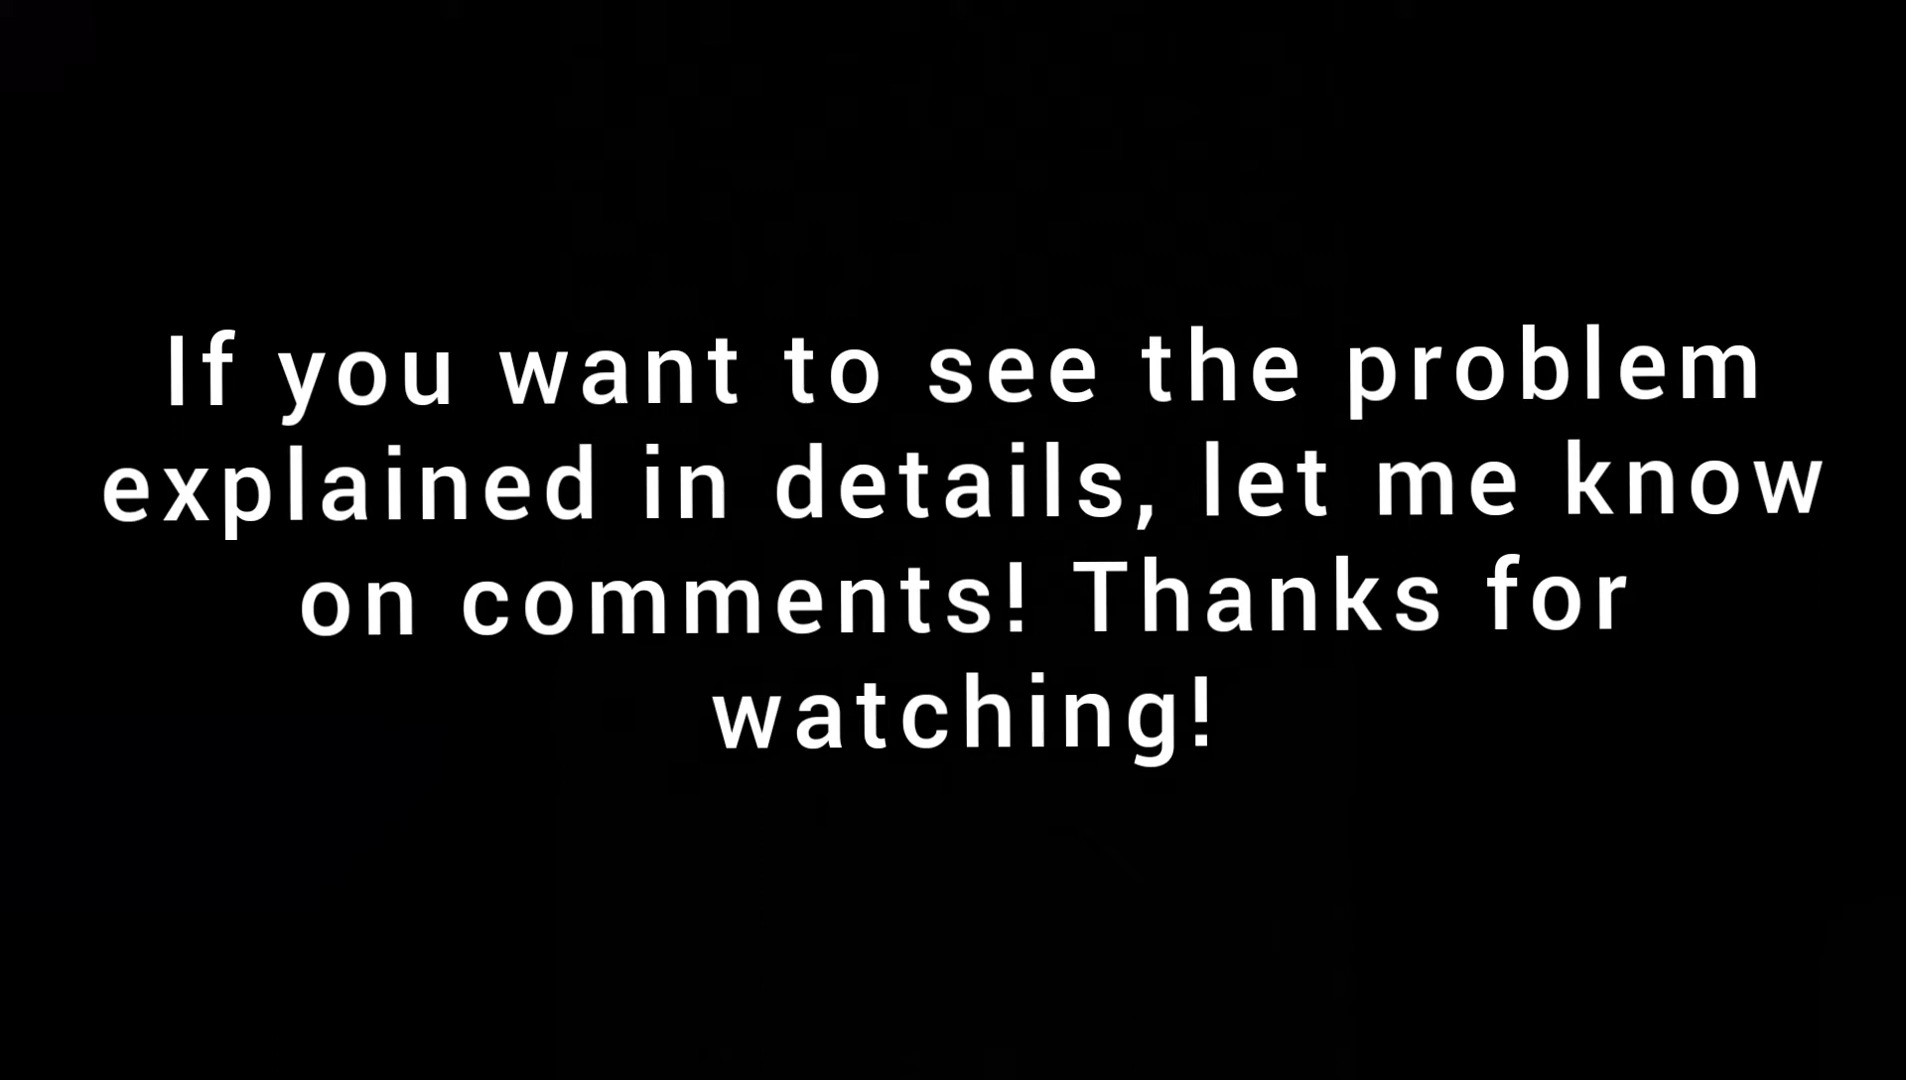 If you want to see the problem
explained in details, let me know
on comments! Thanks for
watching!